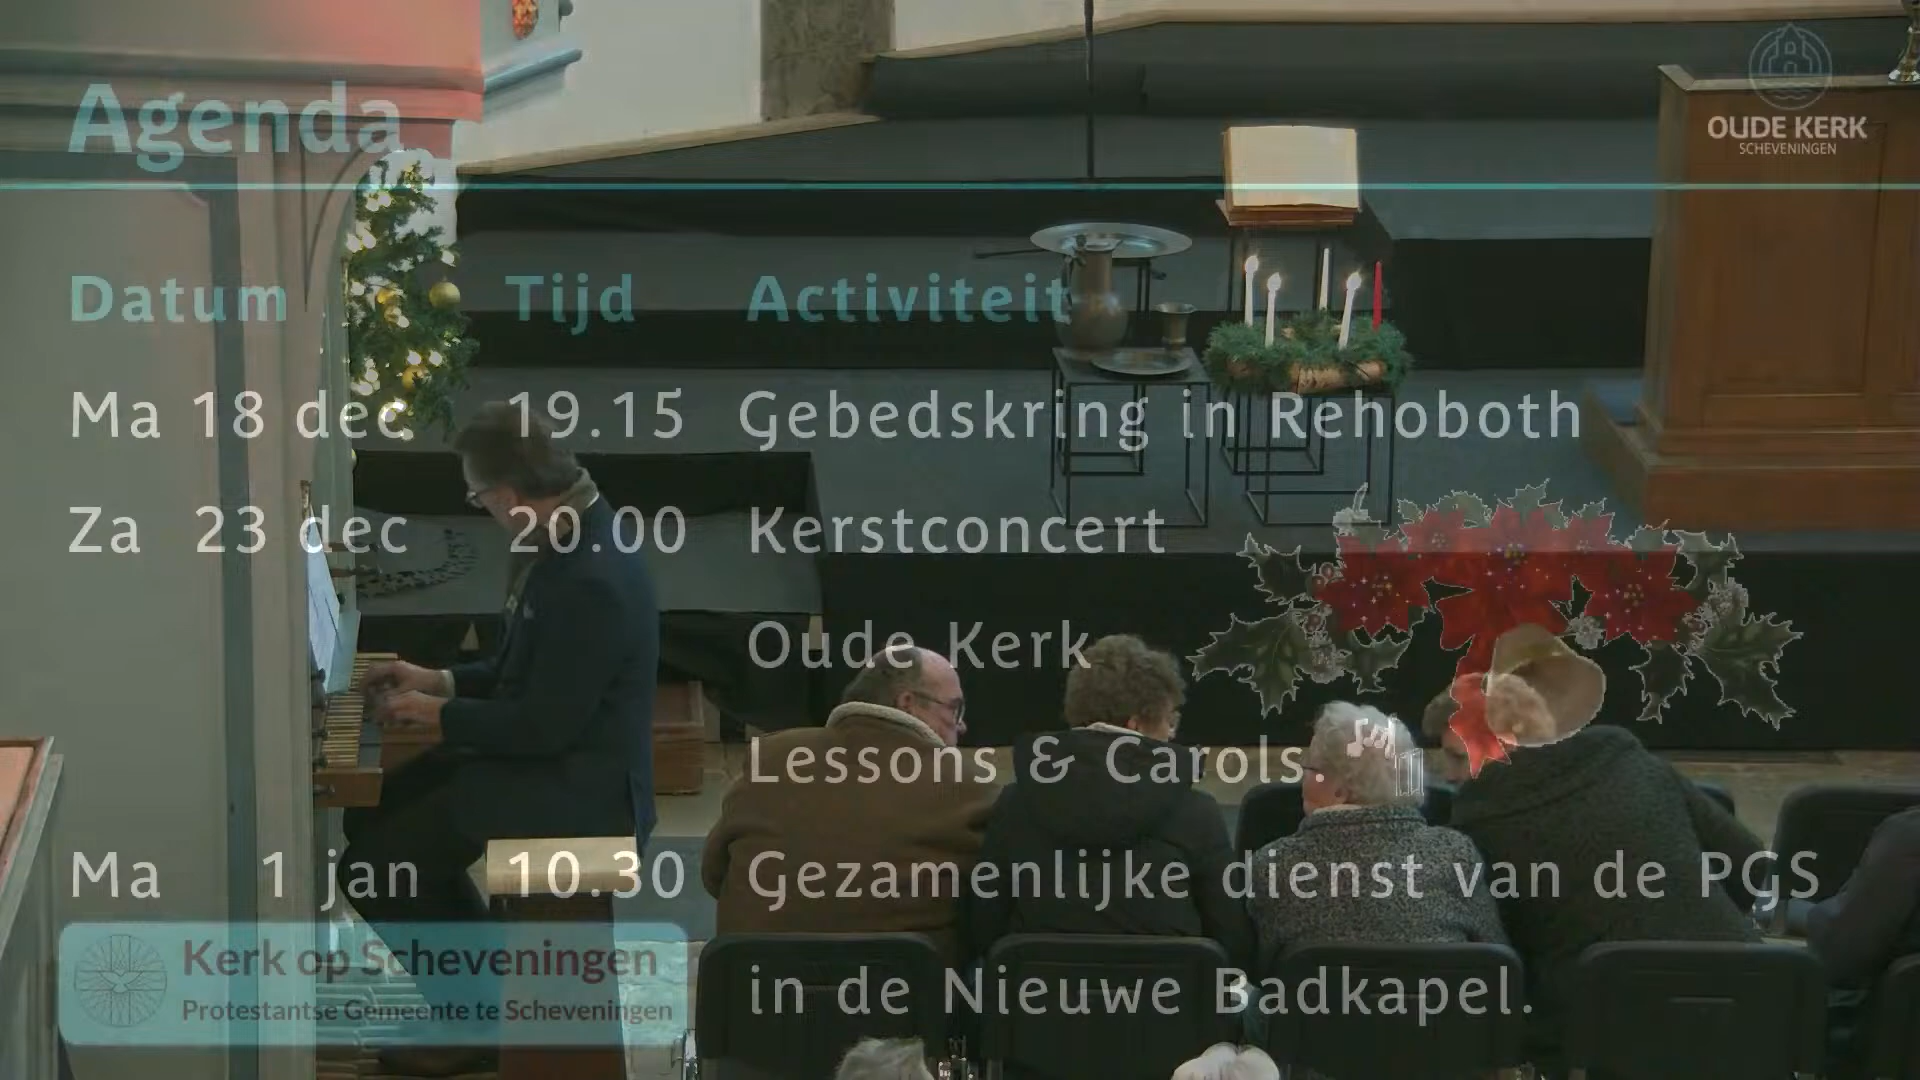 Agenda
OUDE KERK
SCHEVENINGEN
Datum Tijd Activiteit
Ma 18 dec 19.15 Gebedskring in Rehoboth
Za 23 dec 20.00 Kerstconcert
Oude Kerk
Lessons & Carols.
Ma 1 jan 10.30 Gezamenlijke dienst van de PGS
in de Nieuwe Badkapel.
Kerk op Scheveningen
Protestantse Gemeente te Scheveningen